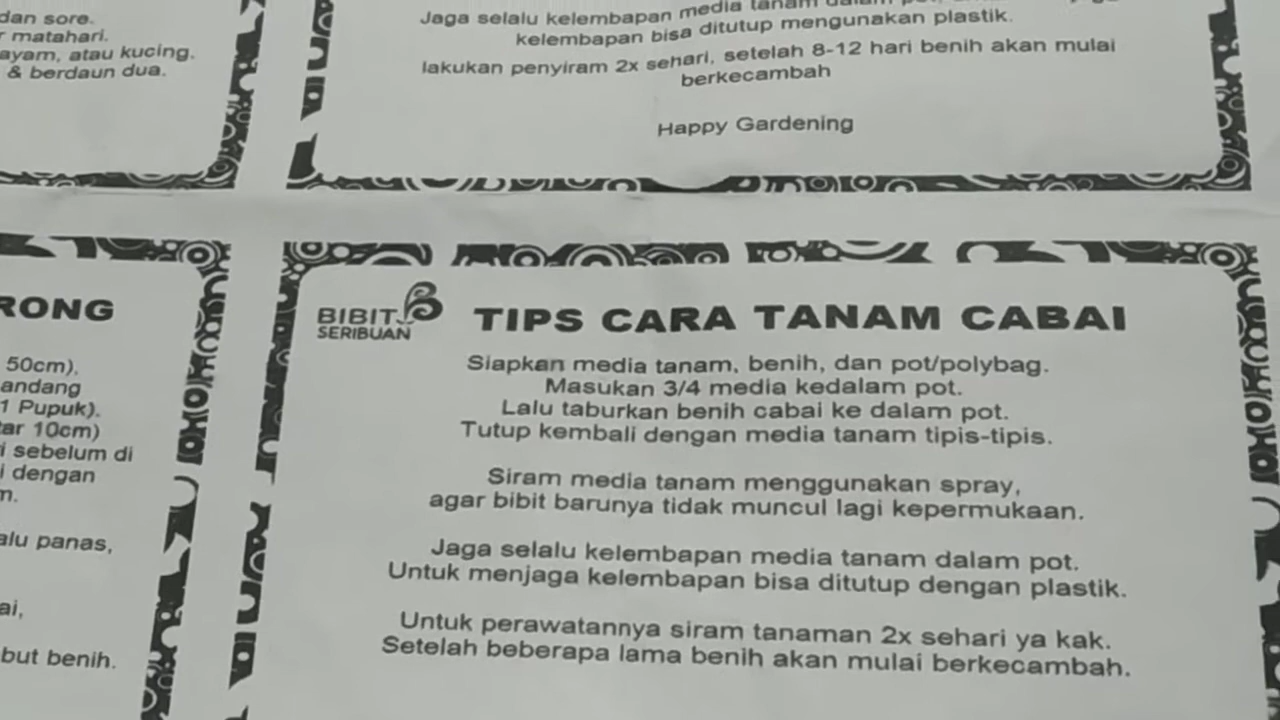 dan sore.
matahari.
ayam, atau kucing.
& berdaun dua.
Jaga selalu kelembapan media tanam
kelembapan bisa ditutup mengunakan plastik.
lakukan penyiram 2x sehari, setelah 8-12 hari benih akan mulai
berkecambah
Happy Gardening
RONG
50cm),
andang
1 Pupuk).
ar 10cm)
i sebelum di
i dengan
m.
alu panas,
ai,
but benih.
BIBIT
SERIBUAN
TIPS CARA TANAM CABAI
Siapkan media tanam, benih, dan pot/polybag.
Masukan 3/4 media kedalam pot.
Lalu taburkan benih cabai ke dalam pot.
Tutup kembali dengan media tanam tipis-tipis.
Siram media tanam menggunakan spray,
agar bibit barunya tidak muncul lagi kepermukaan.
Jaga selalu kelembapan media tanam dalam pot.
Untuk menjaga kelembapan bisa ditutup dengan plastik.
Untuk perawatannya siram tanaman 2x sehari ya kak.
Setelah beberapa lama benih akan mulai berkecambah.